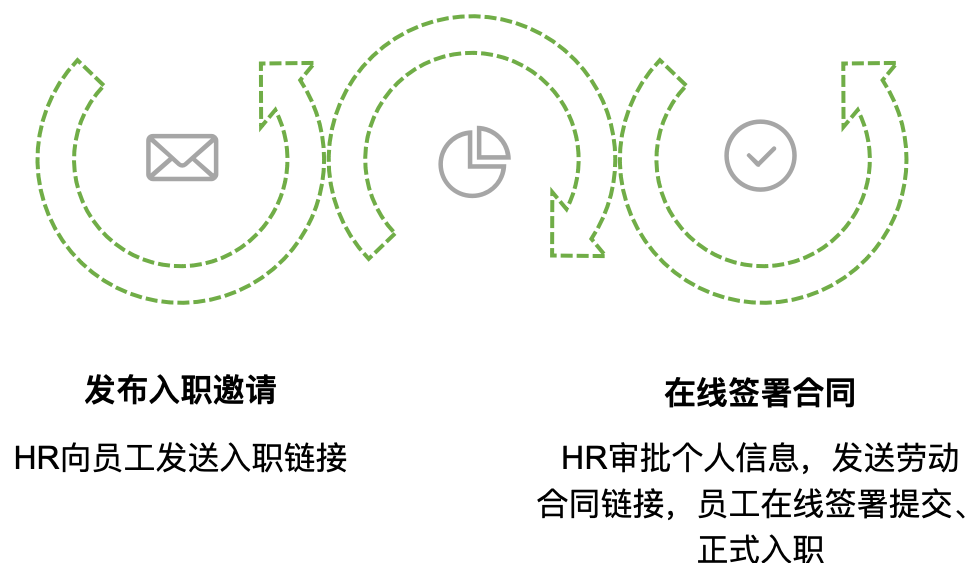 发布入职邀请
HR向员工发送入职链接
在线签署合同
HR审批个人信息，发送劳动
合同链接，员工在线签署提交、
正式入职